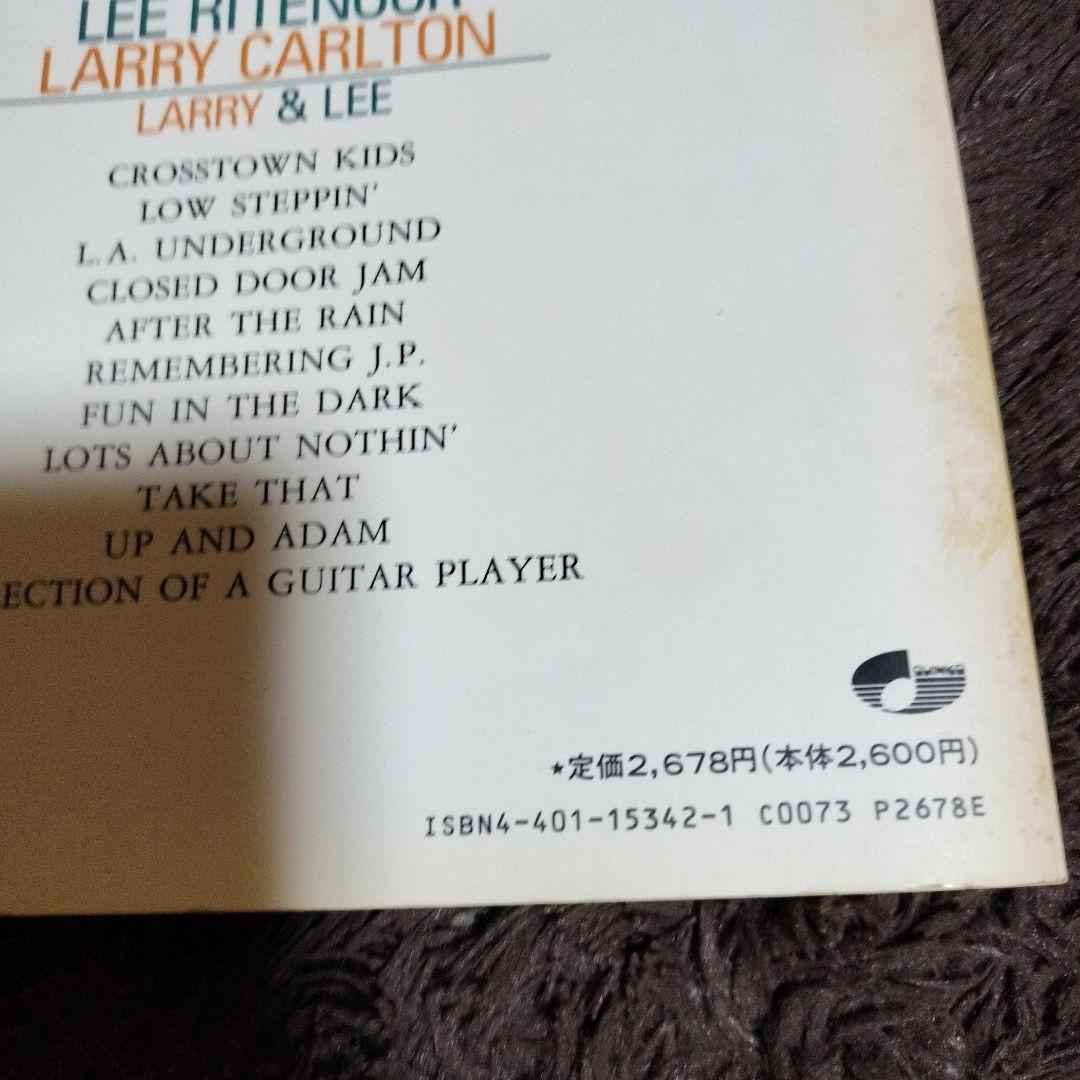 LEE RITENOUR
LARRY CARLTON
LARRY & LEE
CROSSTOWN KIDS
LOW STEPPIN'
L.A. UNDERGROUND
CLOSED DOOR JAM
AFTER THE RAIN
REMEMBERING J.P.
FUN IN THE DARK
LOTS ABOUT NOTHIN'
TAKE THAT
UP AND ADAM
ECTION OF A GUITAR PLAYER
★定価2,678円(本体2,600円)
ISBN4-401-15342-1 C0073 P2678E